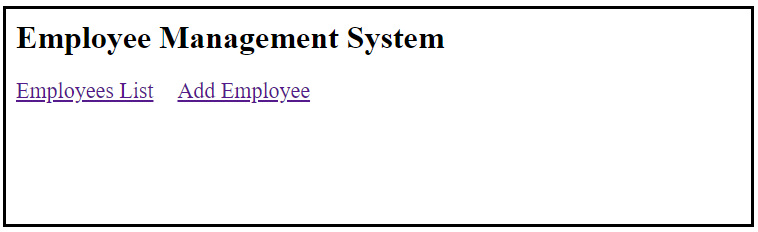 Employee Management System
Employees List Add Employee